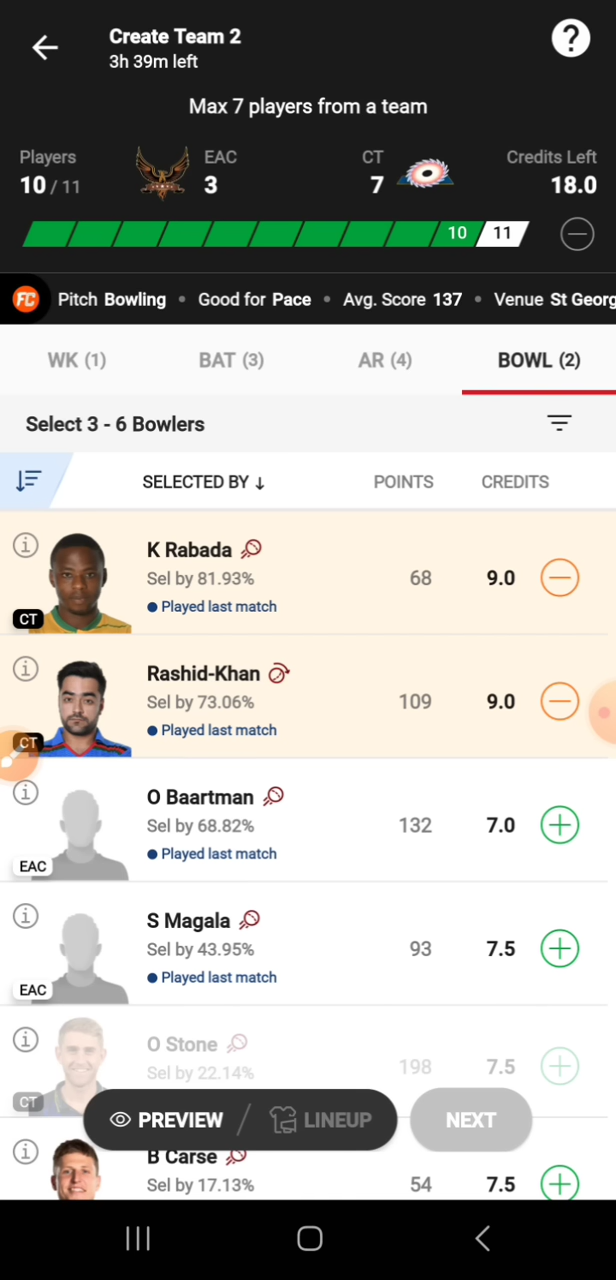 Create Team 2
3h 39m left
?
Max 7 players from a team
Players EAC CT Credits Left
10 / 11 3 7 18.0
10 11
FC Pitch Bowling • Good for Pace • Avg. Score 137 • Venue St Georg
WK (1) BAT (3) AR (4) BOWL (2)
Select 3 - 6 Bowlers
SELECTED BY ↓ POINTS CREDITS
K Rabada
Sel by 81.93% 68 9.0
Played last match
CT
Rashid-Khan
Sel by 73.06% 109 9.0
Played last match
CT
O Baartman
Sel by 68.82% 132 7.0
Played last match
EAC
S Magala
Sel by 43.95% 93 7.5
Played last match
EAC
O Stone
Sel by 22.14% 198 7.5
CT
PREVIEW / LINEUP NEXT
B Carse
Sel by 17.13% 54 7.5